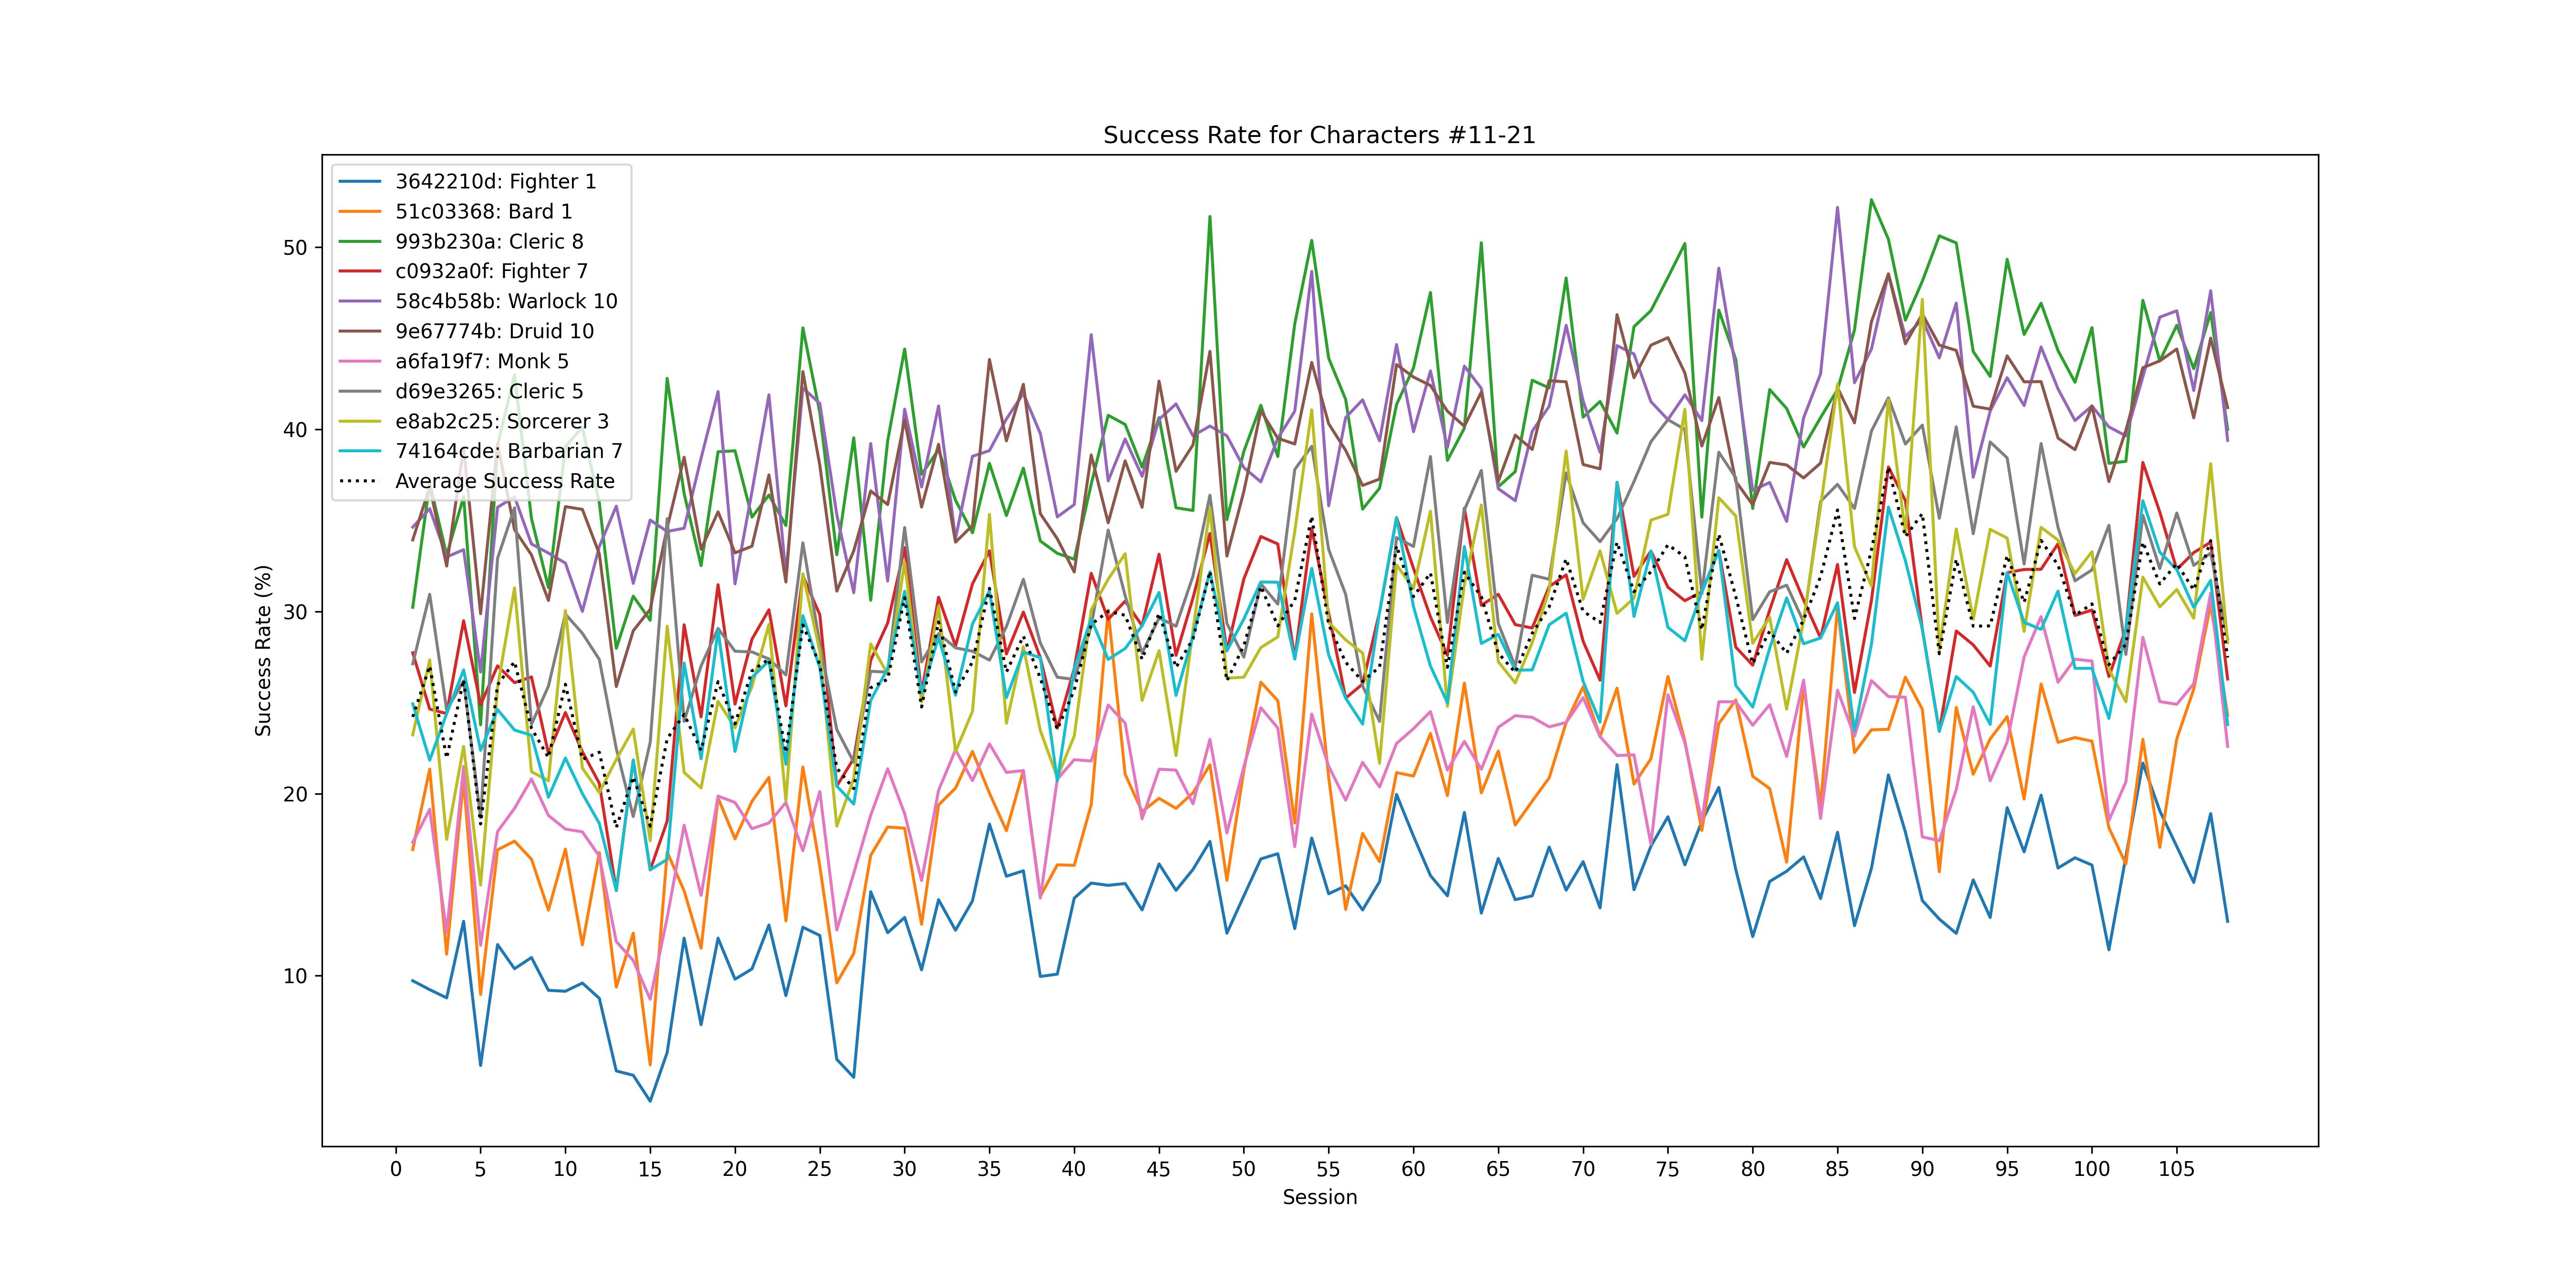 Success Rate for Characters #11-21
3642210d: Fighter 1
51c03368: Bard 1
993b230a: Cleric 8
c0932a0f: Fighter 7
58c4b58b: Warlock 10
9e67774b: Druid 10
a6fa19f7: Monk 5
d69e3265: Cleric 5
e8ab2c25: Sorcerer 3
74164cde: Barbarian 7
Average Success Rate
Success Rate (%)
50
40
30
20
10
0 5 10 15 20 25 30 35 40 45 50 55 60 65 70 75 80 85 90 95 100 105
Session